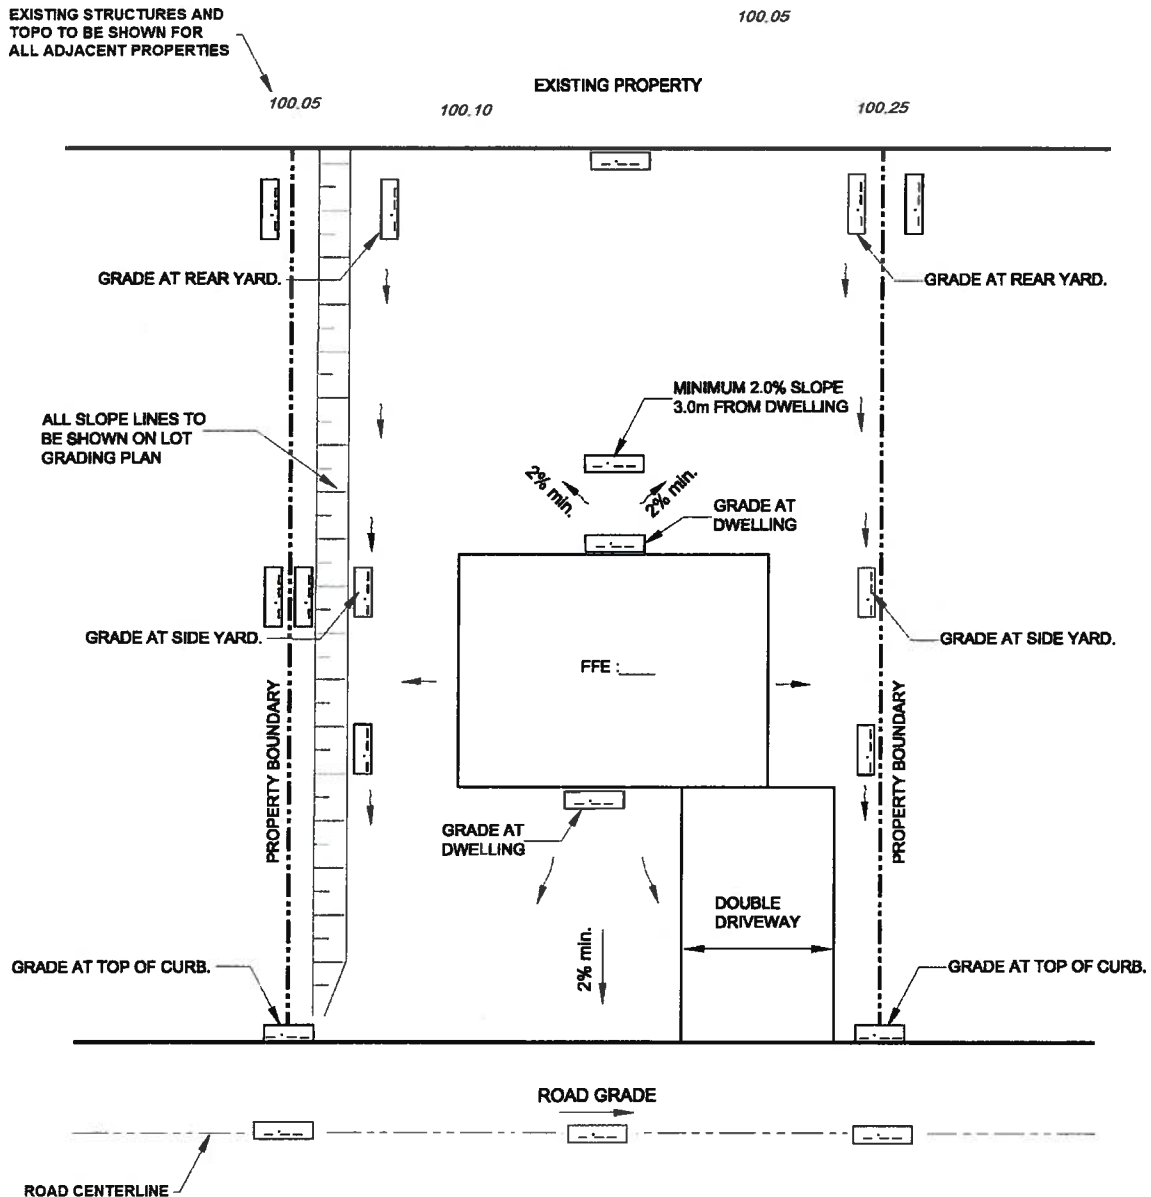 EXISTING STRUCTURES AND
TOPO TO BE SHOWN FOR
ALL ADJACENT PROPERTIES
100.05
EXISTING PROPERTY
100.05
100.10
100.25
GRADE AT REAR YARD.
GRADE AT REAR YARD.
MINIMUM 2.0% SLOPE
3.0m FROM DWELLING
ALL SLOPE LINES TO
BE SHOWN ON LOT
GRADING PLAN
2% min.
2% min.
GRADE AT
DWELLING
GRADE AT SIDE YARD.
GRADE AT SIDE YARD.
FFE :____
PROPERTY BOUNDARY
PROPERTY BOUNDARY
GRADE AT
DWELLING
DOUBLE
DRIVEWAY
2% min.
GRADE AT TOP OF CURB.
GRADE AT TOP OF CURB.
ROAD GRADE
ROAD CENTERLINE